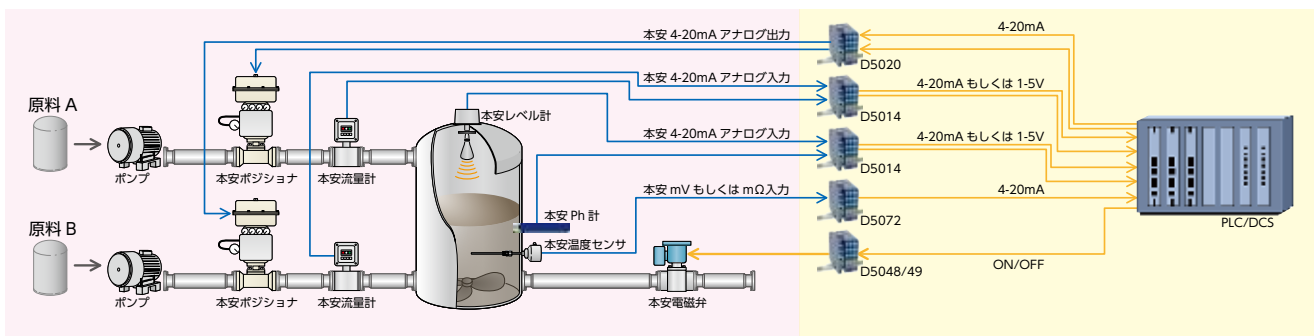 本安 4-20mA アナログ出力
4-20mA
D5020
本安 4-20mA アナログ入力
4-20mA もしくは 1-5V
D5014
原料 A
本安レベル計
本安 4-20mA アナログ入力
4-20mA もしくは 1-5V
D5014
ポンプ
本安ポジショナ
本安流量計
本安 mV もしくは mΩ入力
4-20mA
D5072
PLC/DCS
原料 B
本安 Ph 計
本安温度センサ
D5048/49
ON/OFF
ポンプ
本安ポジショナ
本安流量計
本安電磁弁